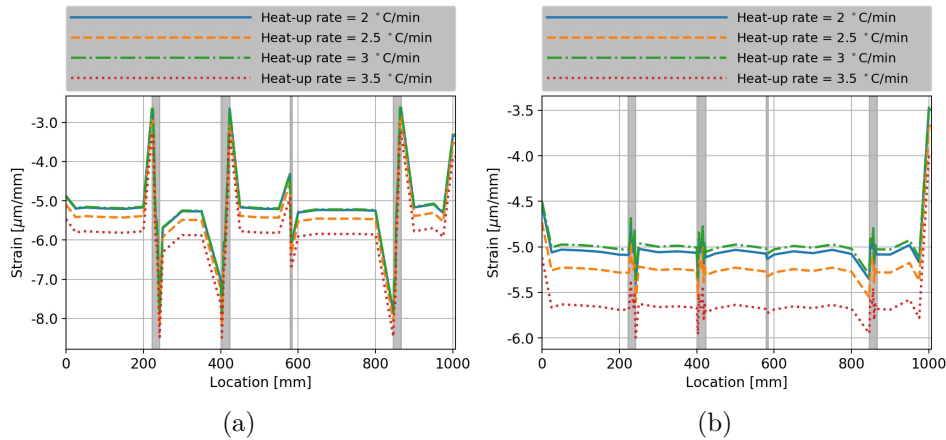 Heat-up rate = 2 °C/min
Heat-up rate = 2.5 °C/min
Heat-up rate = 3 °C/min
Heat-up rate = 3.5 °C/min
-3.0
-4.0
-5.0
-6.0
-7.0
-8.0
Strain [μm/mm]
0 200 400 600 800 1000
Location [mm]
(a)
Heat-up rate = 2 °C/min
Heat-up rate = 2.5 °C/min
Heat-up rate = 3 °C/min
Heat-up rate = 3.5 °C/min
-3.5
-4.0
-4.5
-5.0
-5.5
-6.0
Strain [μm/mm]
0 200 400 600 800 1000
Location [mm]
(b)